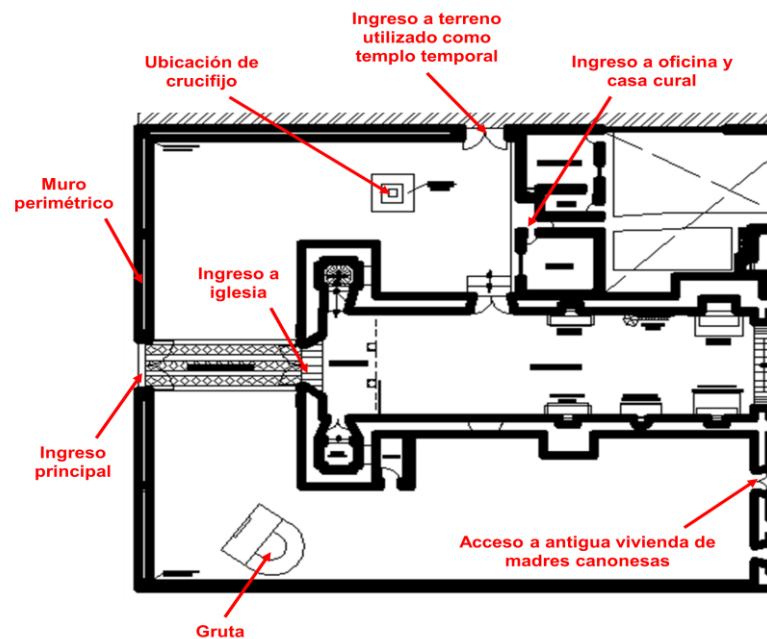 Ingreso a terreno
utilizado como
templo temporal
Ubicación de
crucifijo
Ingreso a oficina y
casa cural
Muro
perimétrico
Ingreso a
iglesia
Ingreso
principal
Acceso a antigua vivienda de
madres canonesas
Gruta